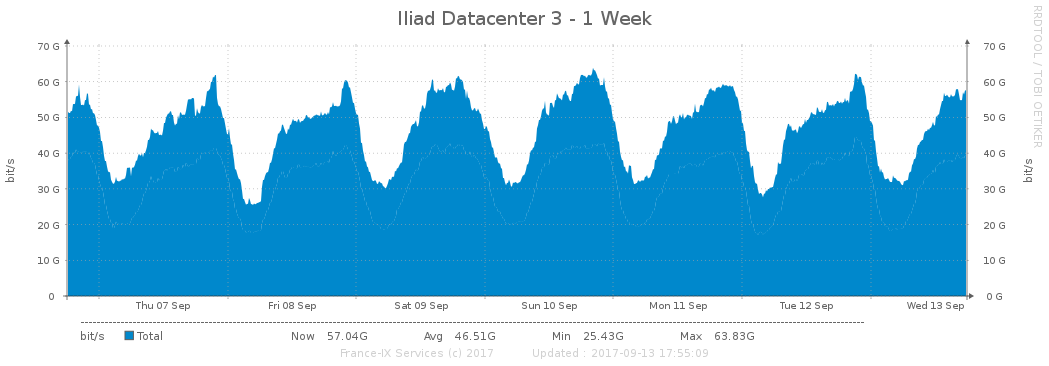 Iliad Datacenter 3 - 1 Week
RRDTOOL / TOBI OETIKER
70 G 70 G
60 G 60 G
50 G 50 G
40 G 40 G
30 G 30 G
20 G 20 G
10 G 10 G
0 0 G
bit/s bit/s
Thu 07 Sep Fri 08 Sep Sat 09 Sep Sun 10 Sep Mon 11 Sep Tue 12 Sep Wed 13 Sep
bit/s Total Now 57.04G Avg 46.51G Min 25.43G Max 63.83G
France-IX Services (c) 2017 Updated : 2017-09-13 17:55:09